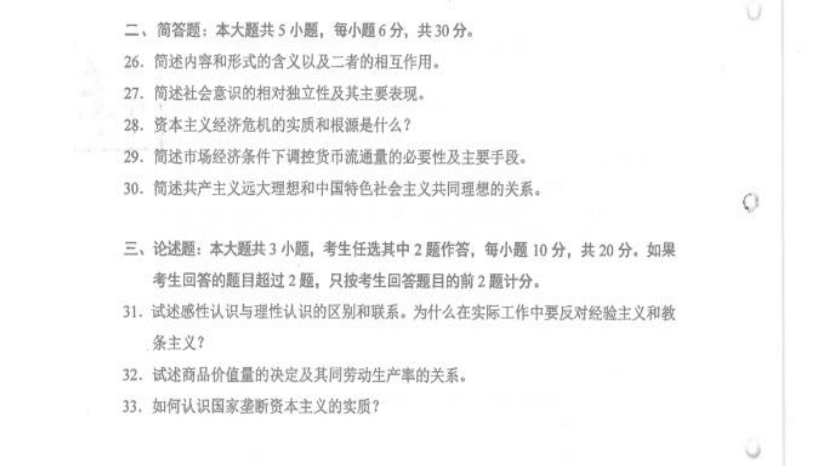 二、简答题：本大题共 5 小题，每小题 6 分，共 30 分。
26．简述内容和形式的含义以及二者的相互作用。
27．简述社会意识的相对独立性及其主要表现。
28．资本主义经济危机的实质和根源是什么？
29．简述市场经济条件下调控货币流通量的必要性及主要手段。
30．简述共产主义远大理想和中国特色社会主义共同理想的关系。
三、论述题：本大题共 3 小题，考生任选其中 2 题作答，每小题 10 分，共 20 分。如果
考生回答的题目超过 2 题，只按考生回答题目的前 2 题计分。
31．试述感性认识与理性认识的区别和联系。为什么在实际工作中要反对经验主义和教
条主义？
32．试述商品价值量的决定及其同劳动生产率的关系。
33．如何认识国家垄断资本主义的实质？